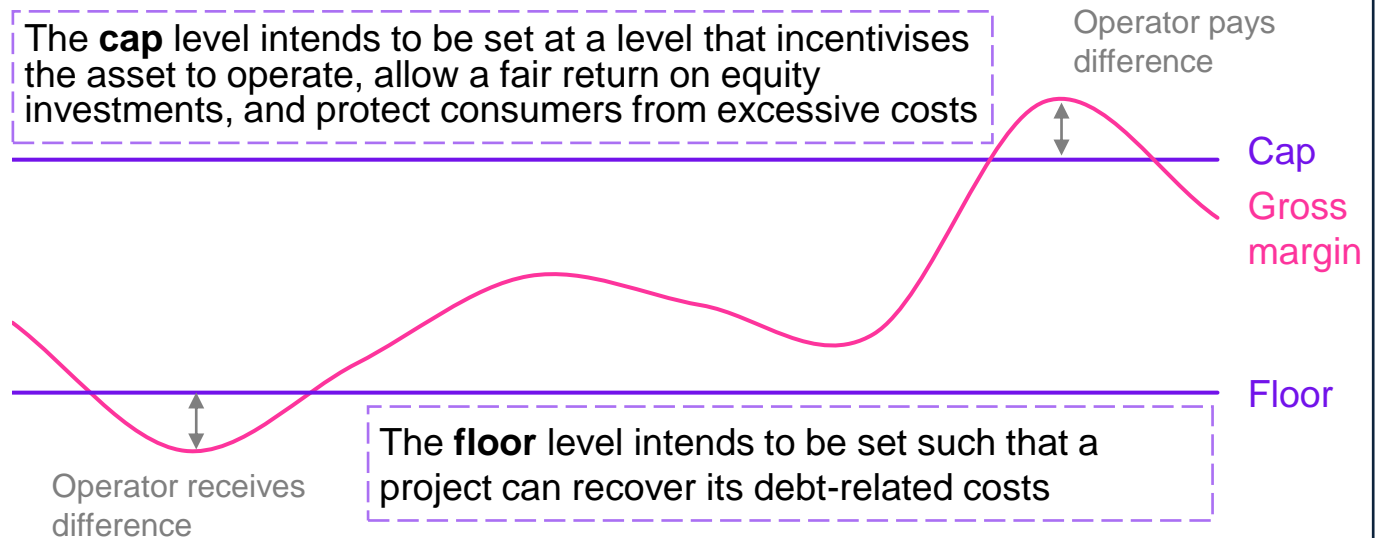 The cap level intends to be set at a level that incentivises
the asset to operate, allow a fair return on equity
investments, and protect consumers from excessive costs
Operator pays
difference
Cap
Gross
margin
Floor
The floor level intends to be set such that a
project can recover its debt-related costs
Operator receives
difference